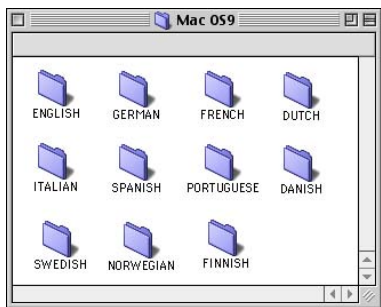 Mac OS9
ENGLISH GERMAN FRENCH DUTCH
ITALIAN SPANISH PORTUGUESE DANISH
SWEDISH NORWEGIAN FINNISH